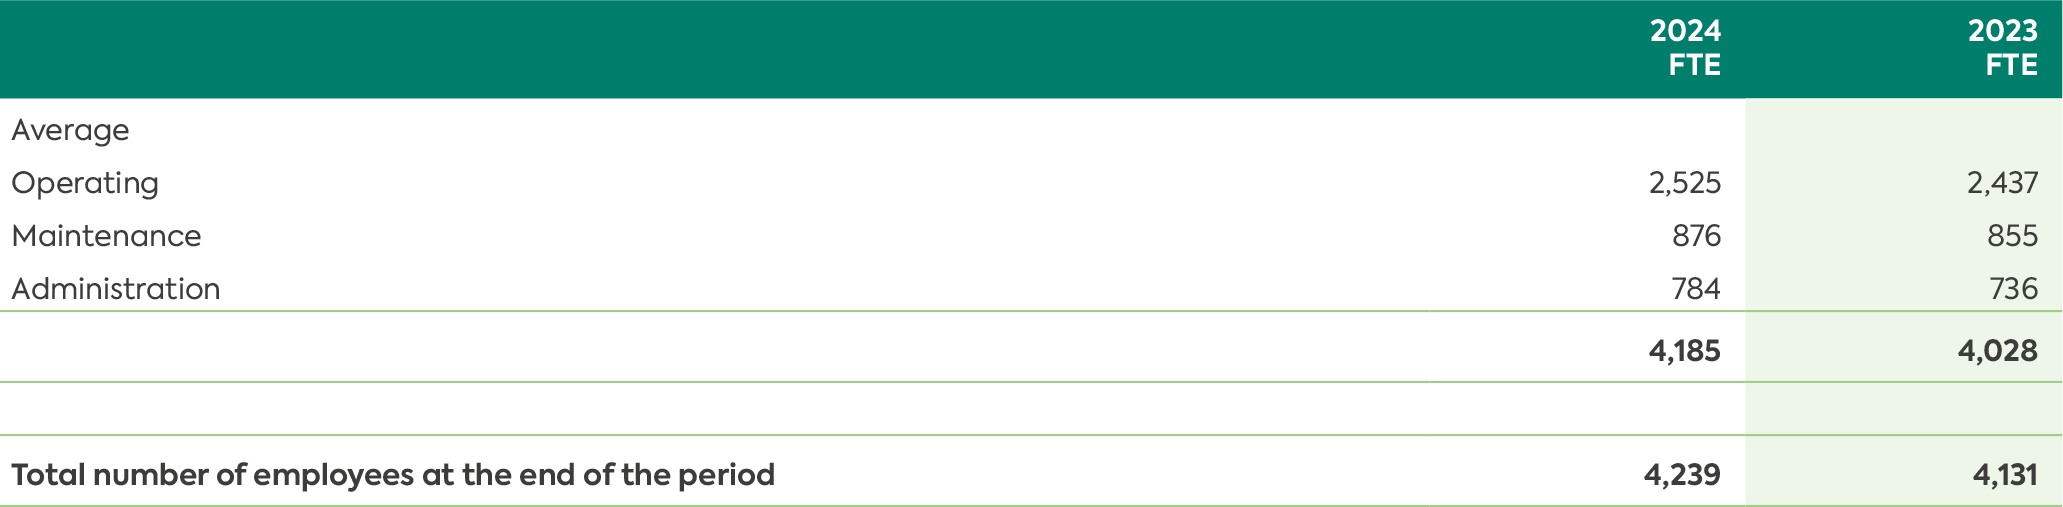 2024 2023
FTE FTE
Average
Operating 2,525 2,437
Maintenance 876 855
Administration 784 736
4,185 4,028
Total number of employees at the end of the period 4,239 4,131